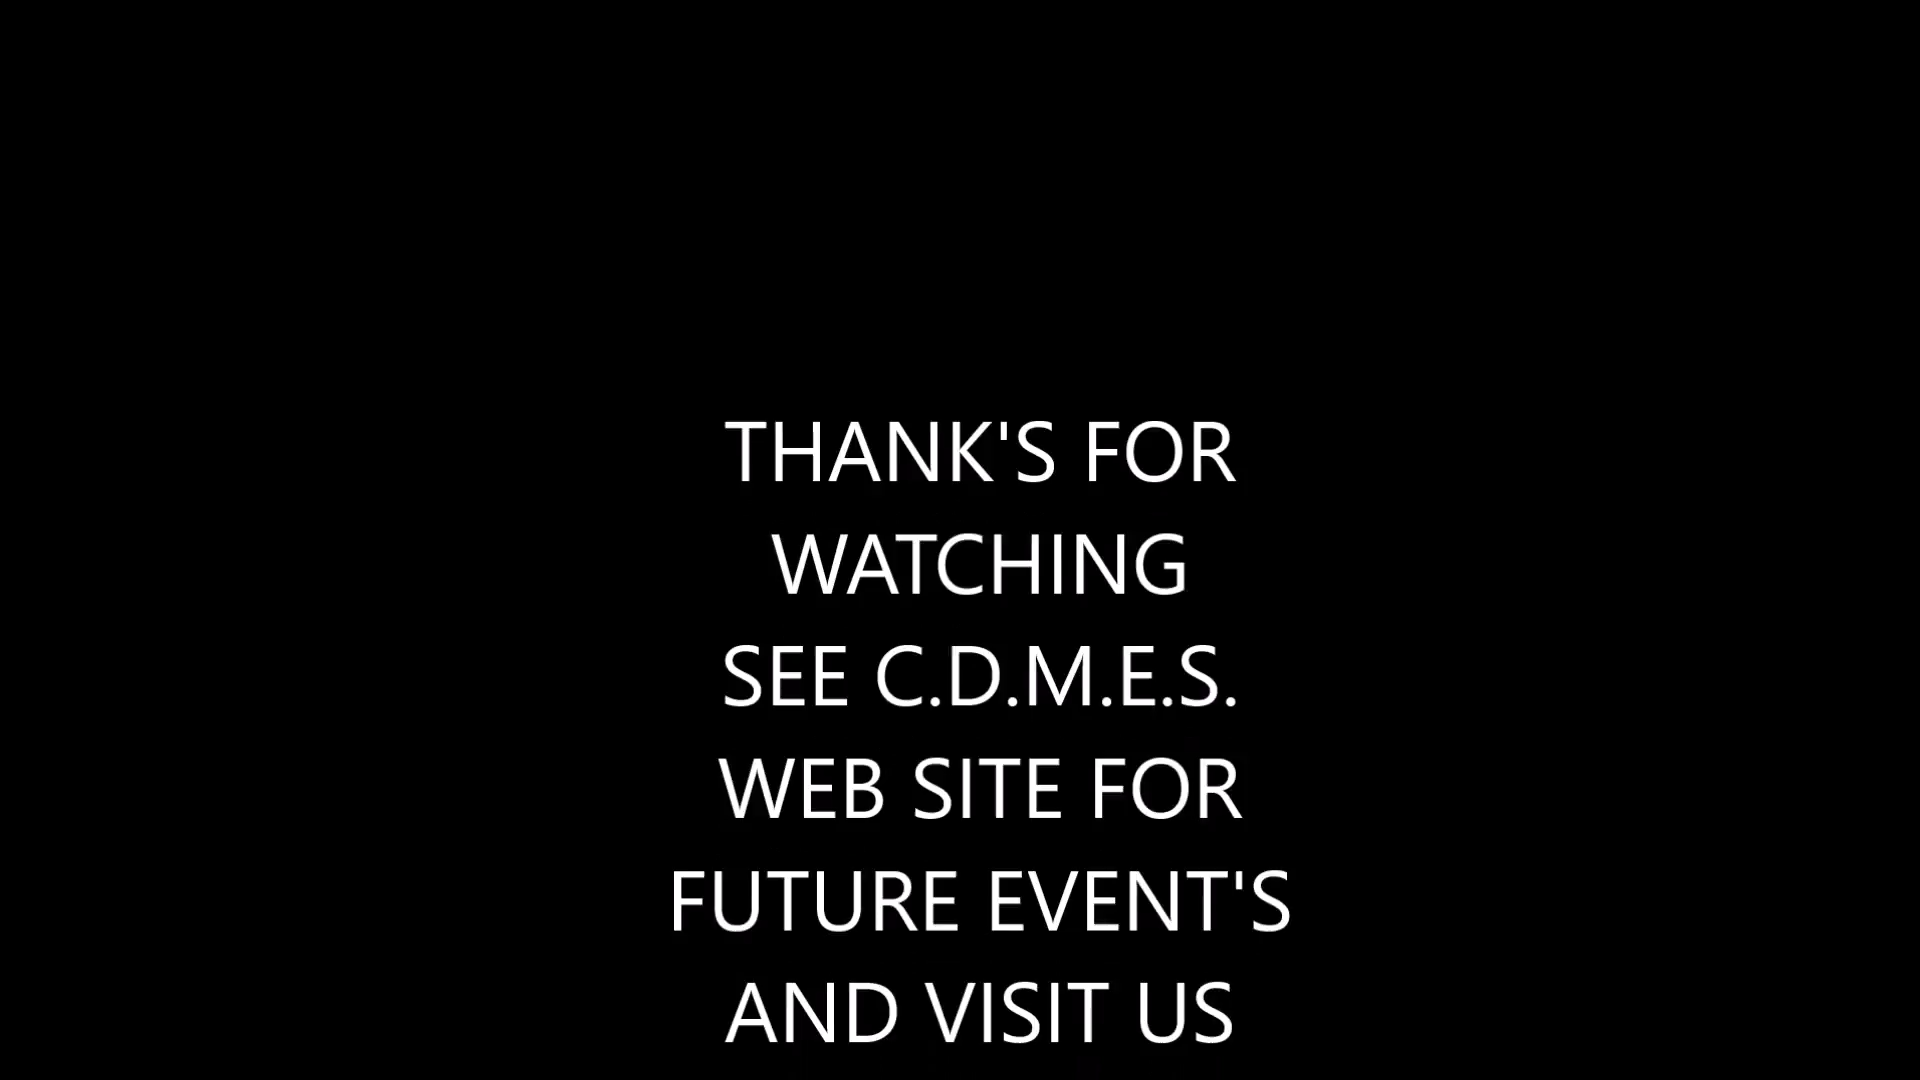 THANK'S FOR
WATCHING
SEE C.D.M.E.S.
WEB SITE FOR
FUTURE EVENT'S
AND VISIT US